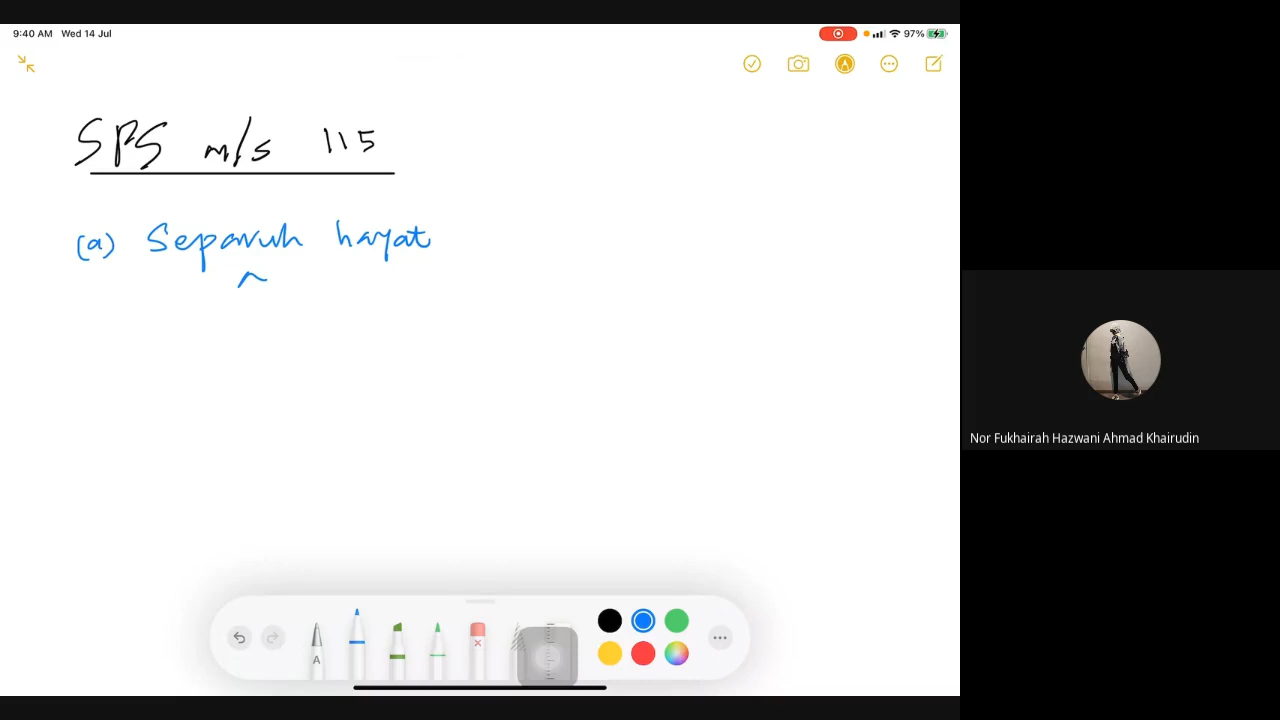 9:40 AM Wed 14 Jul
97%
SPS m/s 115
(a) Separuh hayat
A
Nor Fukhairah Hazwani Ahmad Khairudin